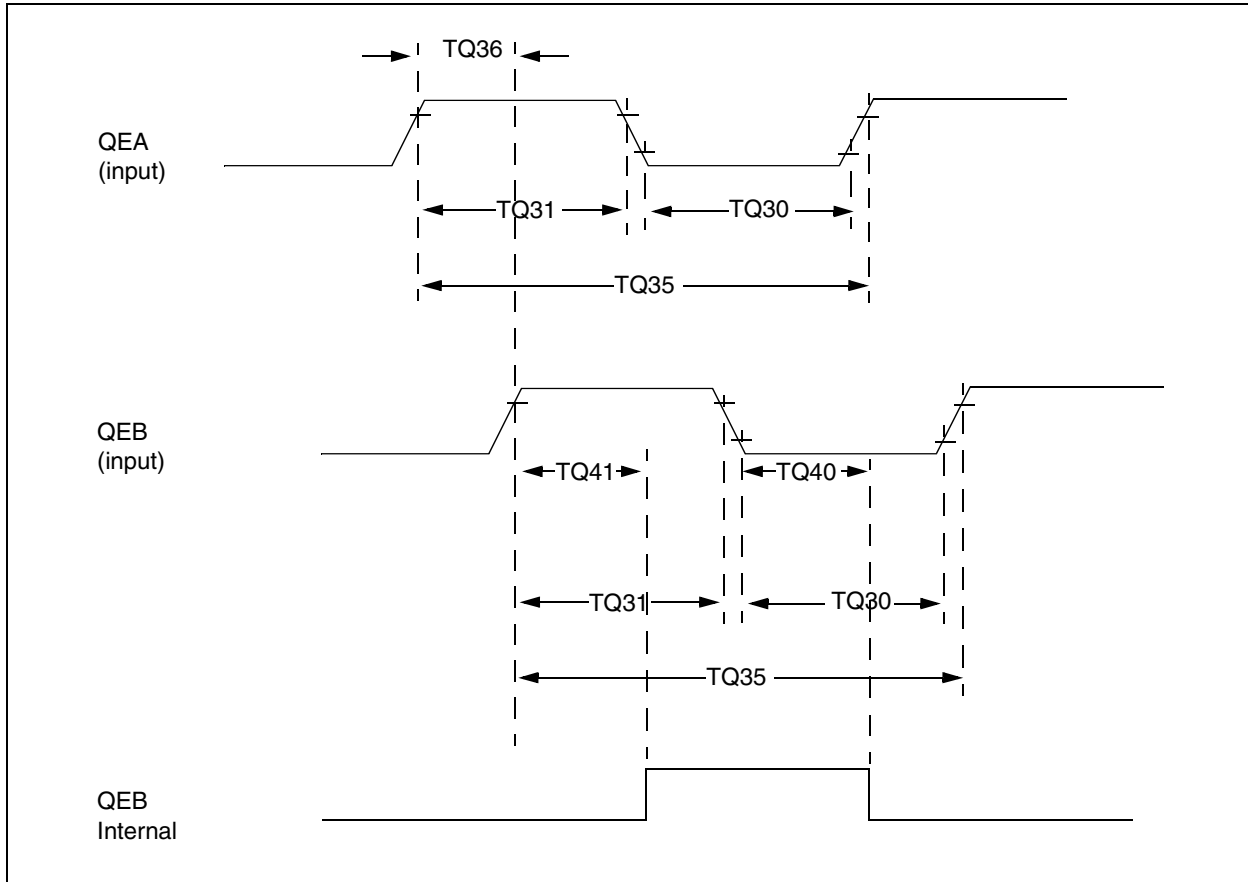 TQ36
QEA
(input)
TQ31
TQ30
TQ35
QEB
(input)
TQ41
TQ40
TQ31
TQ30
TQ35
QEB
Internal